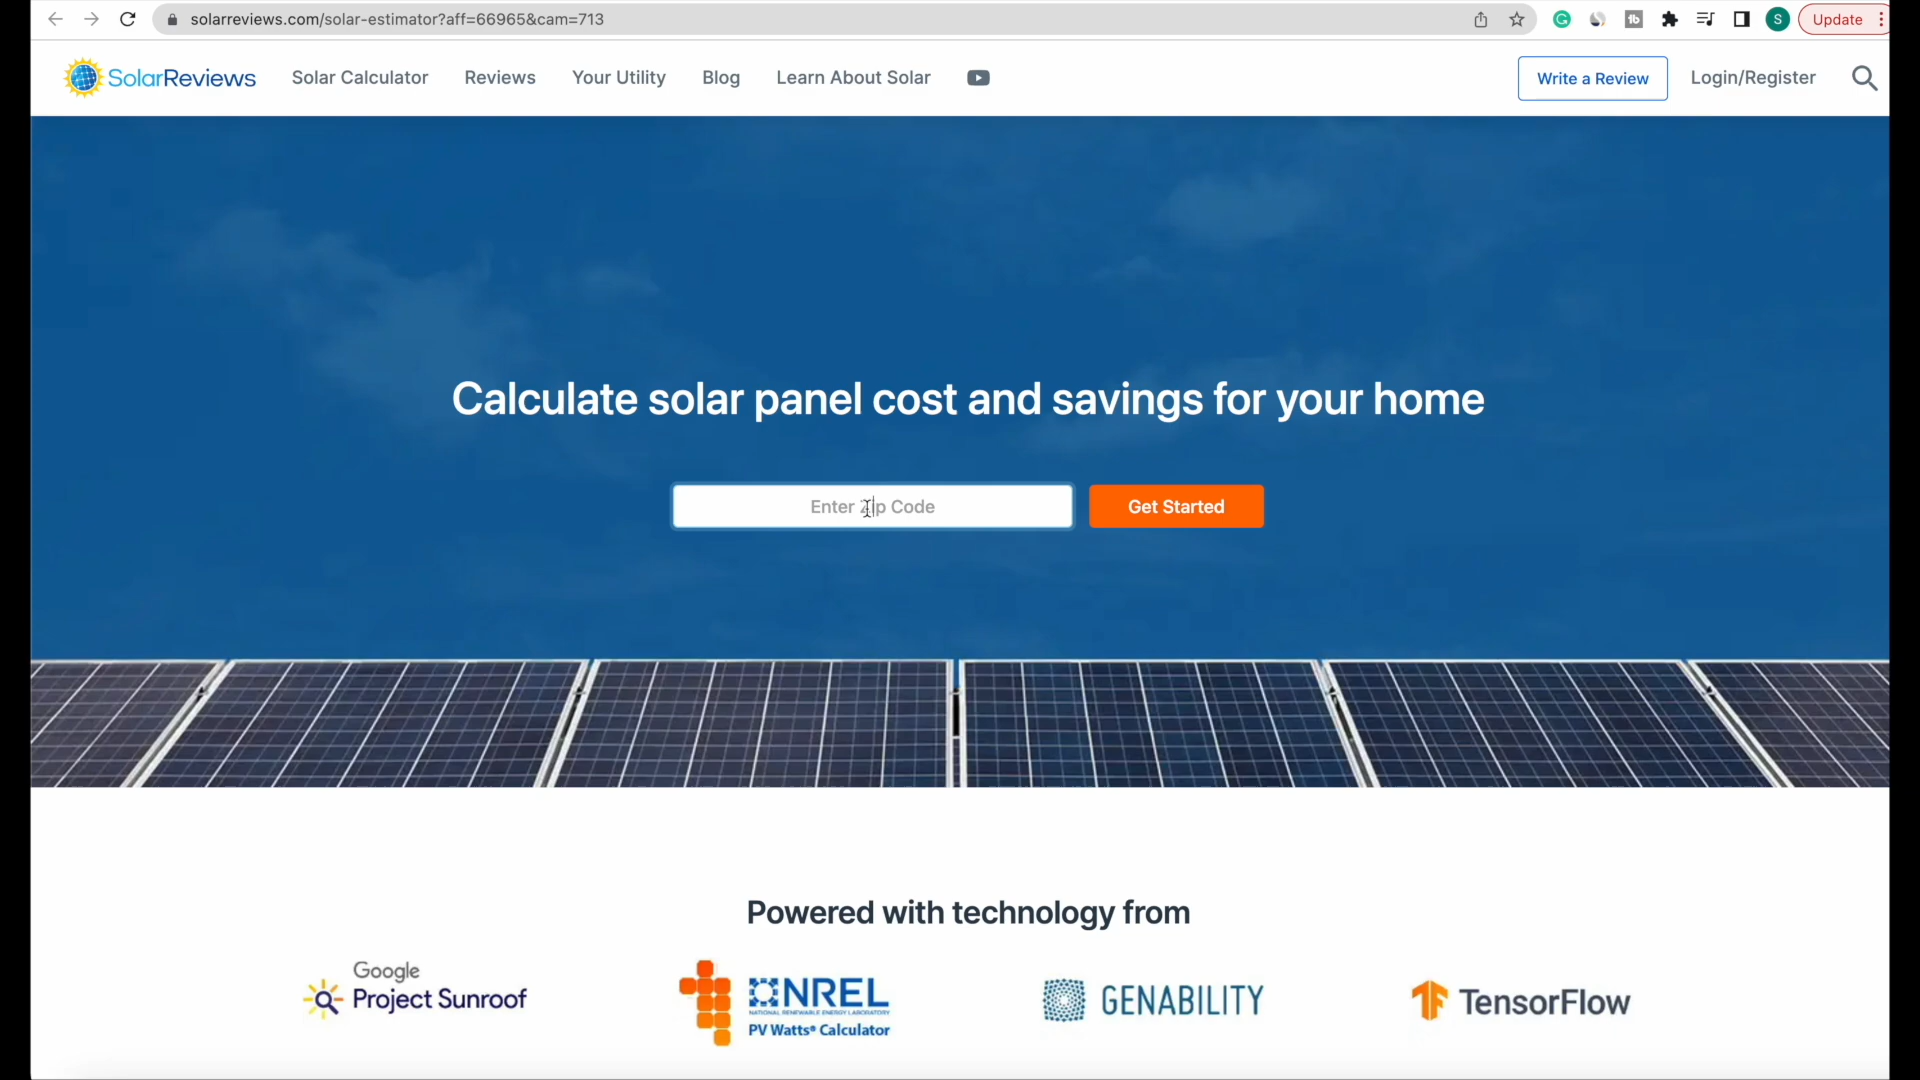 solarreviews.com/solar-estimator?aff=66965&cam=713
S
Update
SolarReviews
Solar Calculator
Reviews
Your Utility
Blog
Learn About Solar
Write a Review
Login/Register
Calculate solar panel cost and savings for your home
Enter Zip Code
Get Started
Powered with technology from
Google
Project Sunroof
NREL
NATIONAL RENEWABLE ENERGY LABORATORY
PV Watts® Calculator
GENABILITY
TensorFlow